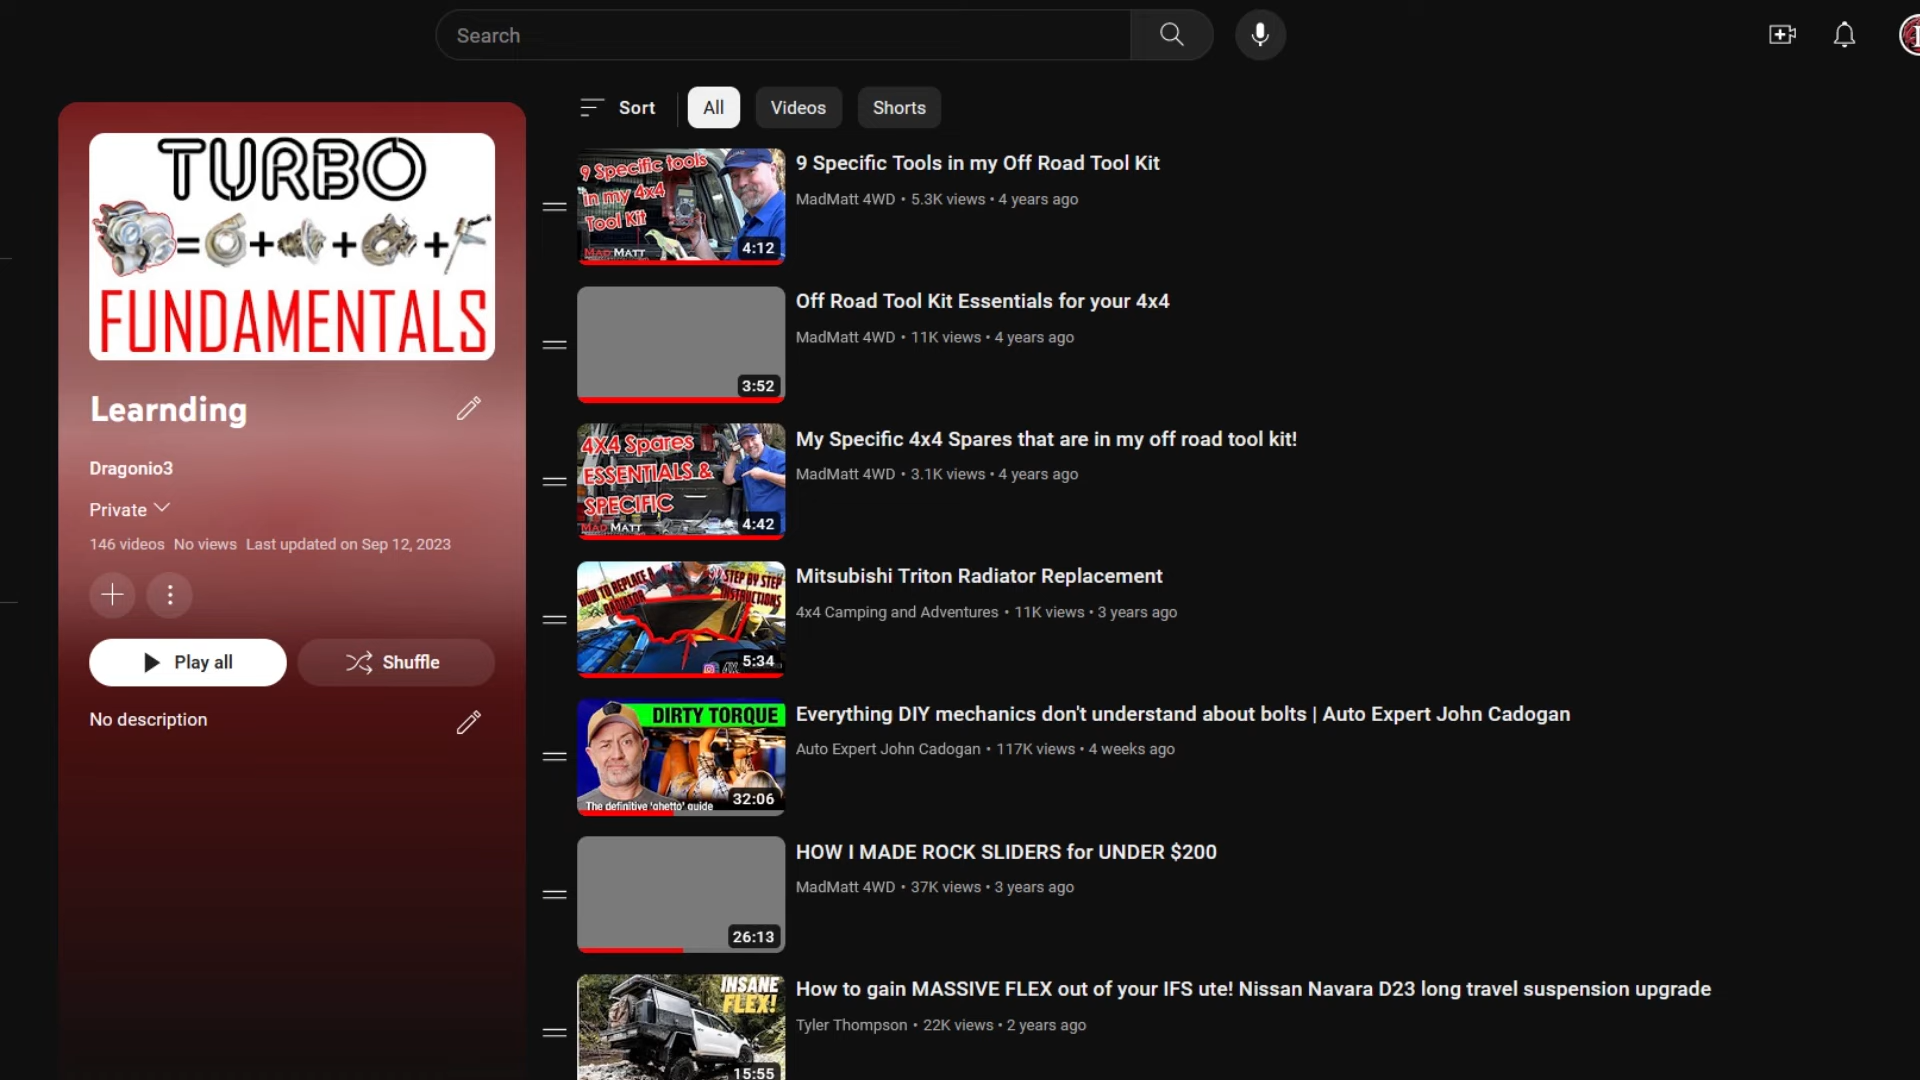 Search
TURBO
=
+
+
+
FUNDAMENTALS
Learnding
Dragonio3
Private
146 videos No views Last updated on Sep 12, 2023
Play all
Shuffle
No description
Sort
All
Videos
Shorts
9 Specific tools
in my 4x4
Tool Kit
MAD MATT
4:12
9 Specific Tools in my Off Road Tool Kit
MadMatt 4WD • 5.3K views • 4 years ago
3:52
Off Road Tool Kit Essentials for your 4x4
MadMatt 4WD • 11K views • 4 years ago
4X4 Spares
ESSENTIALS &
SPECIFIC
MAD MATT
4:42
My Specific 4x4 Spares that are in my off road tool kit!
MadMatt 4WD • 3.1K views • 4 years ago
HOW TO REPLACE A
RADIATOR
STEP BY STEP
INSTRUCTIONS
5:34
Mitsubishi Triton Radiator Replacement
4x4 Camping and Adventures • 11K views • 3 years ago
DIRTY TORQUE
The definitive 'ghetto' guide
32:06
Everything DIY mechanics don't understand about bolts | Auto Expert John Cadogan
Auto Expert John Cadogan • 117K views • 4 weeks ago
26:13
HOW I MADE ROCK SLIDERS for UNDER $200
MadMatt 4WD • 37K views • 3 years ago
INSANE
FLEX!
15:55
How to gain MASSIVE FLEX out of your IFS ute! Nissan Navara D23 long travel suspension upgrade
Tyler Thompson • 22K views • 2 years ago